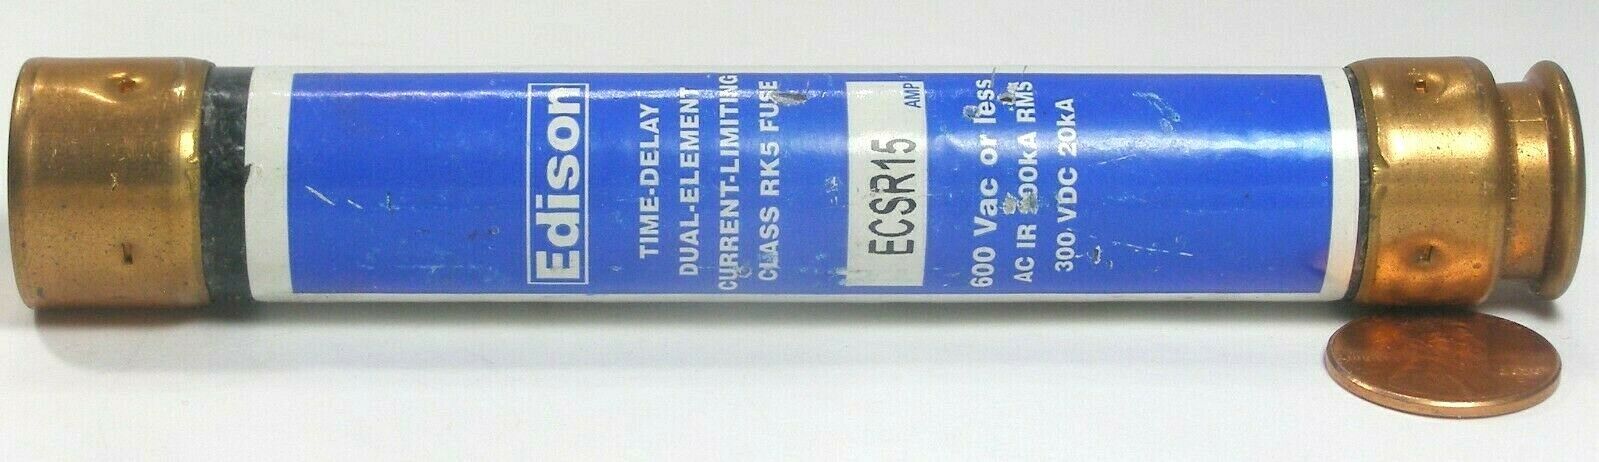 Edison
TIME-DELAY
DUAL-ELEMENT
CURRENT-LIMITING
CLASS RK5 FUSE
ECSR15
AMP
600 Vac or less
AC IR 200kA RMS
300 VDC 20kA